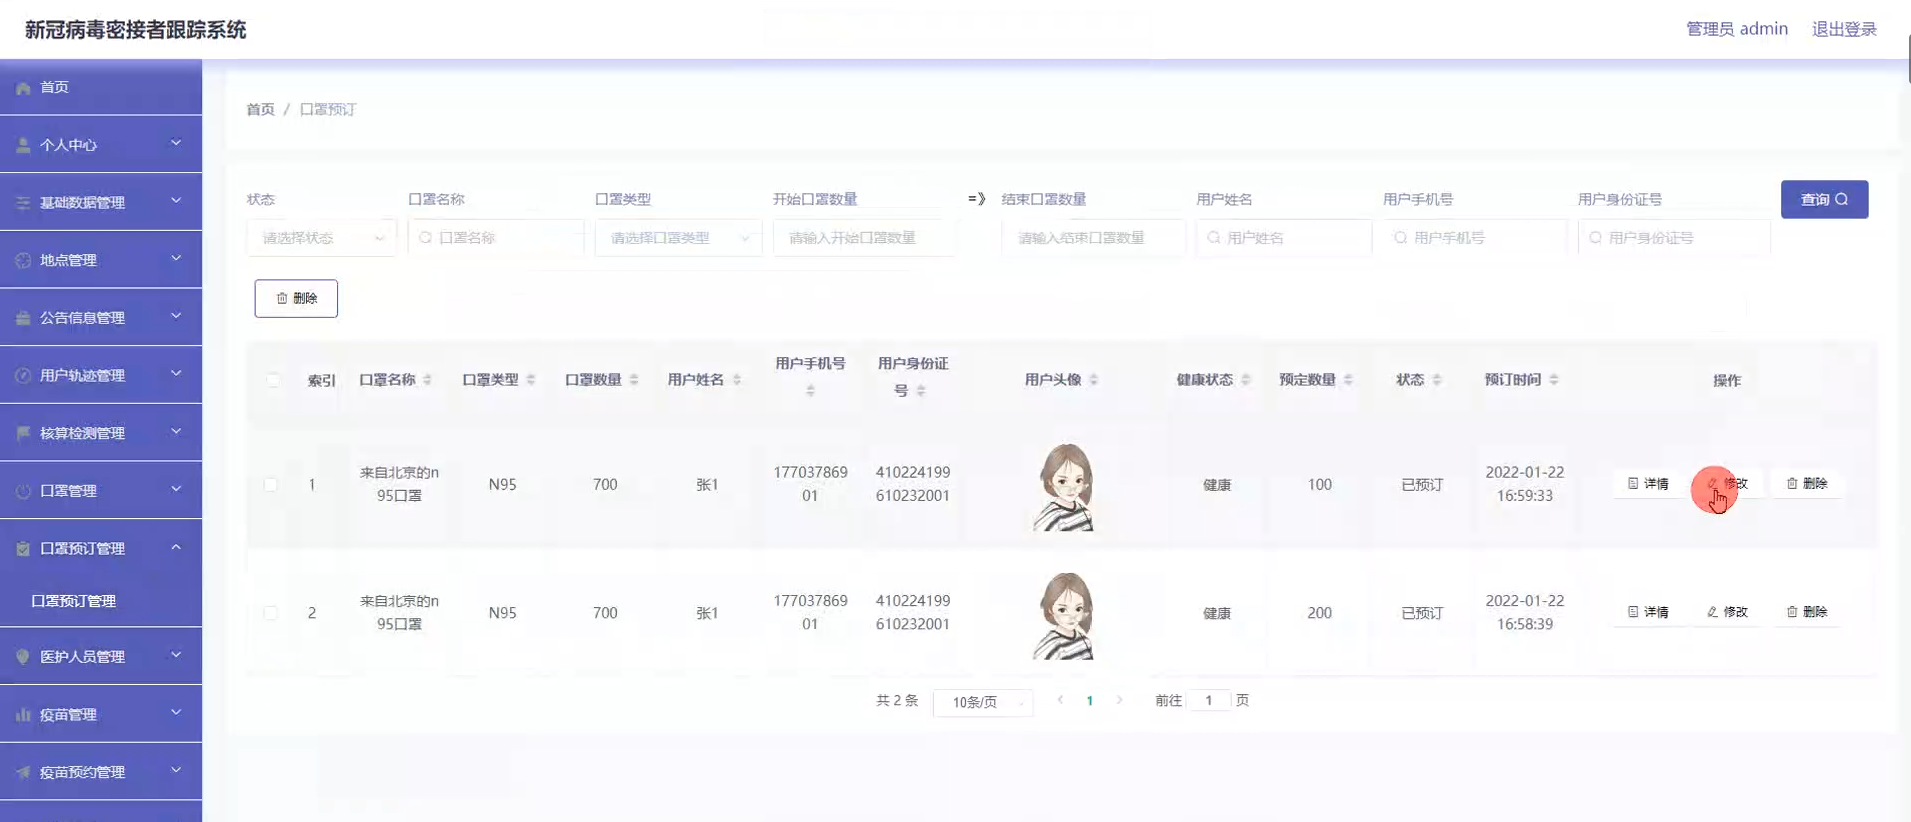 新冠病毒密接者跟踪系统
管理员 admin 退出登录
首页
个人中心
基础数据管理
地点管理
公告信息管理
用户轨迹管理
核算检测管理
口罩管理
口罩预订管理
口罩预订管理
医护人员管理
疫苗管理
疫苗预约管理
首页 / 口罩预订
状态 口罩名称 口罩类型 开始口罩数量 =》 结束口罩数量 用户姓名 用户手机号 用户身份证号 查询
请选择状态 口罩名称 请选择口罩类型 请输入开始口罩数量 请输入结束口罩数量 用户姓名 用户手机号 用户身份证号
删除
索引 口罩名称 口罩类型 口罩数量 用户姓名 用户手机号 用户身份证号 用户头像 健康状态 预定数量 状态 预订时间 操作
1 来自北京的n95口罩 N95 700 张1 17703786901 410224199610232001 健康 100 已预订 2022-01-22 16:59:33 详情 修改 删除
2 来自北京的n95口罩 N95 700 张1 17703786901 410224199610232001 健康 200 已预订 2022-01-22 16:58:39 详情 修改 删除
共 2 条 10条/页 1 前往 1 页